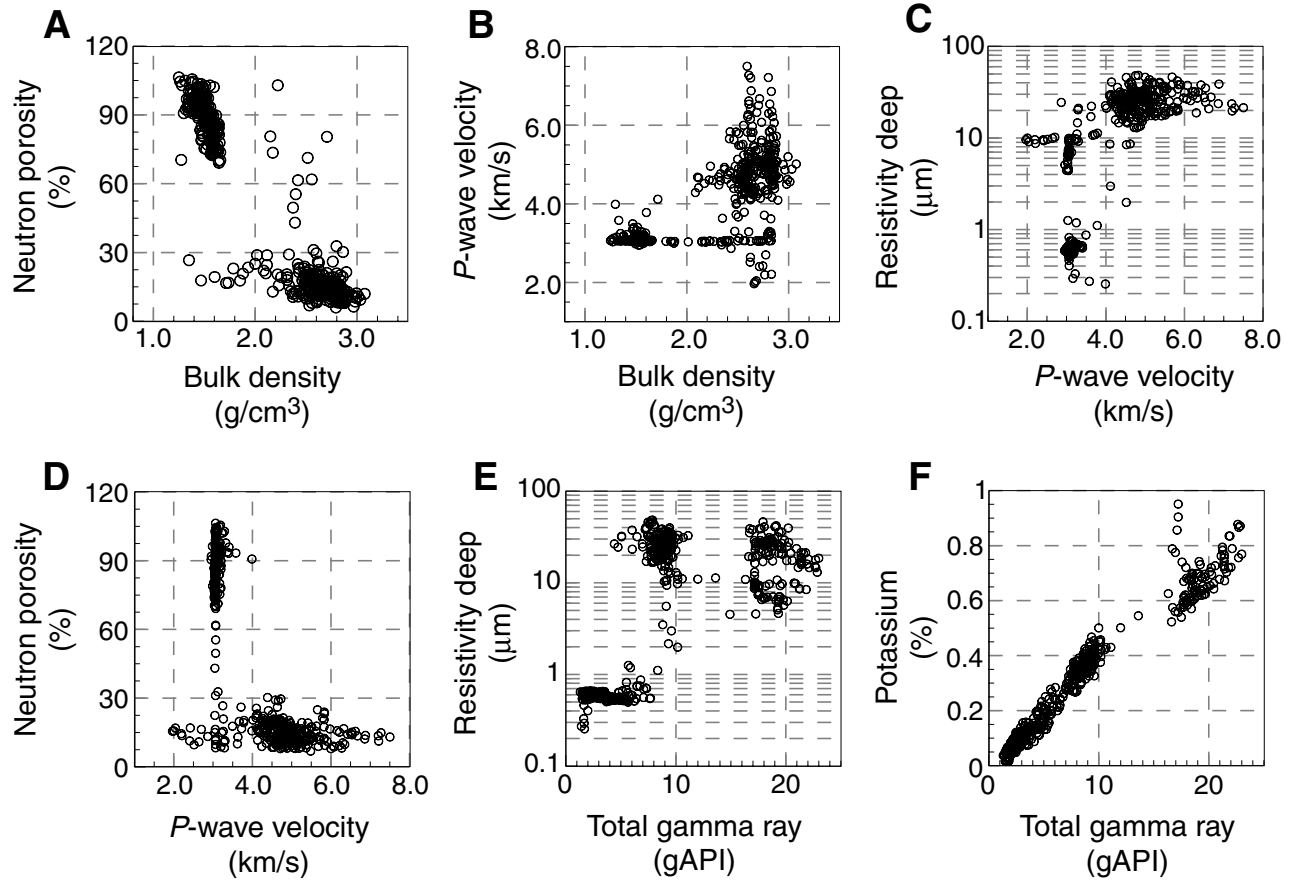 A
120
90
60
30
0
Neutron porosity
(%)
1.0 2.0 3.0
Bulk density
(g/cm3)
B
8.0
6.0
4.0
2.0
P-wave velocity
(km/s)
1.0 2.0 3.0
Bulk density
(g/cm3)
C
100
10
1
0.1
Resistivity deep
(µm)
2.0 4.0 6.0 8.0
P-wave velocity
(km/s)
D
120
90
60
30
0
Neutron porosity
(%)
2.0 4.0 6.0 8.0
P-wave velocity
(km/s)
E
100
10
1
0.1
Resistivity deep
(µm)
0 10 20
Total gamma ray
(gAPI)
F
1
0.8
0.6
0.4
0.2
0
Potassium
(%)
0 10 20
Total gamma ray
(gAPI)